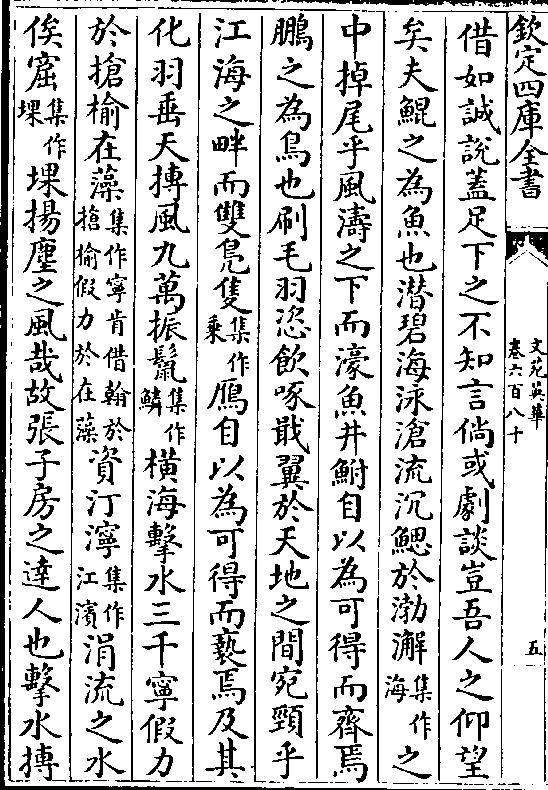 欽定四庫全書
文苑英華
卷六百八十
五
借如誠說蓋足下之不知言倘或劇談豈吾人之仰望
矣夫鯤之為魚也潜碧海泳滄流沉鰓於渤澥集作海之
中掉尾乎風濤之下而濠魚井鮒自以為可得而齊焉
鵬之為鳥也刷毛羽恣飲啄戢翼於天地之間宛頸乎
江海之畔而雙鳧隻集作乘鴈自以為可得而褻焉及其
化羽垂天摶風九萬振鬛集作鱗橫海擊水三千寧假力
於搶榆在藻集作寧肯借翰於搶榆假力於在藻資汀濘集作江濱涓流之水
俟窟集作堁堁揚塵之風哉故張子房之達人也擊水摶